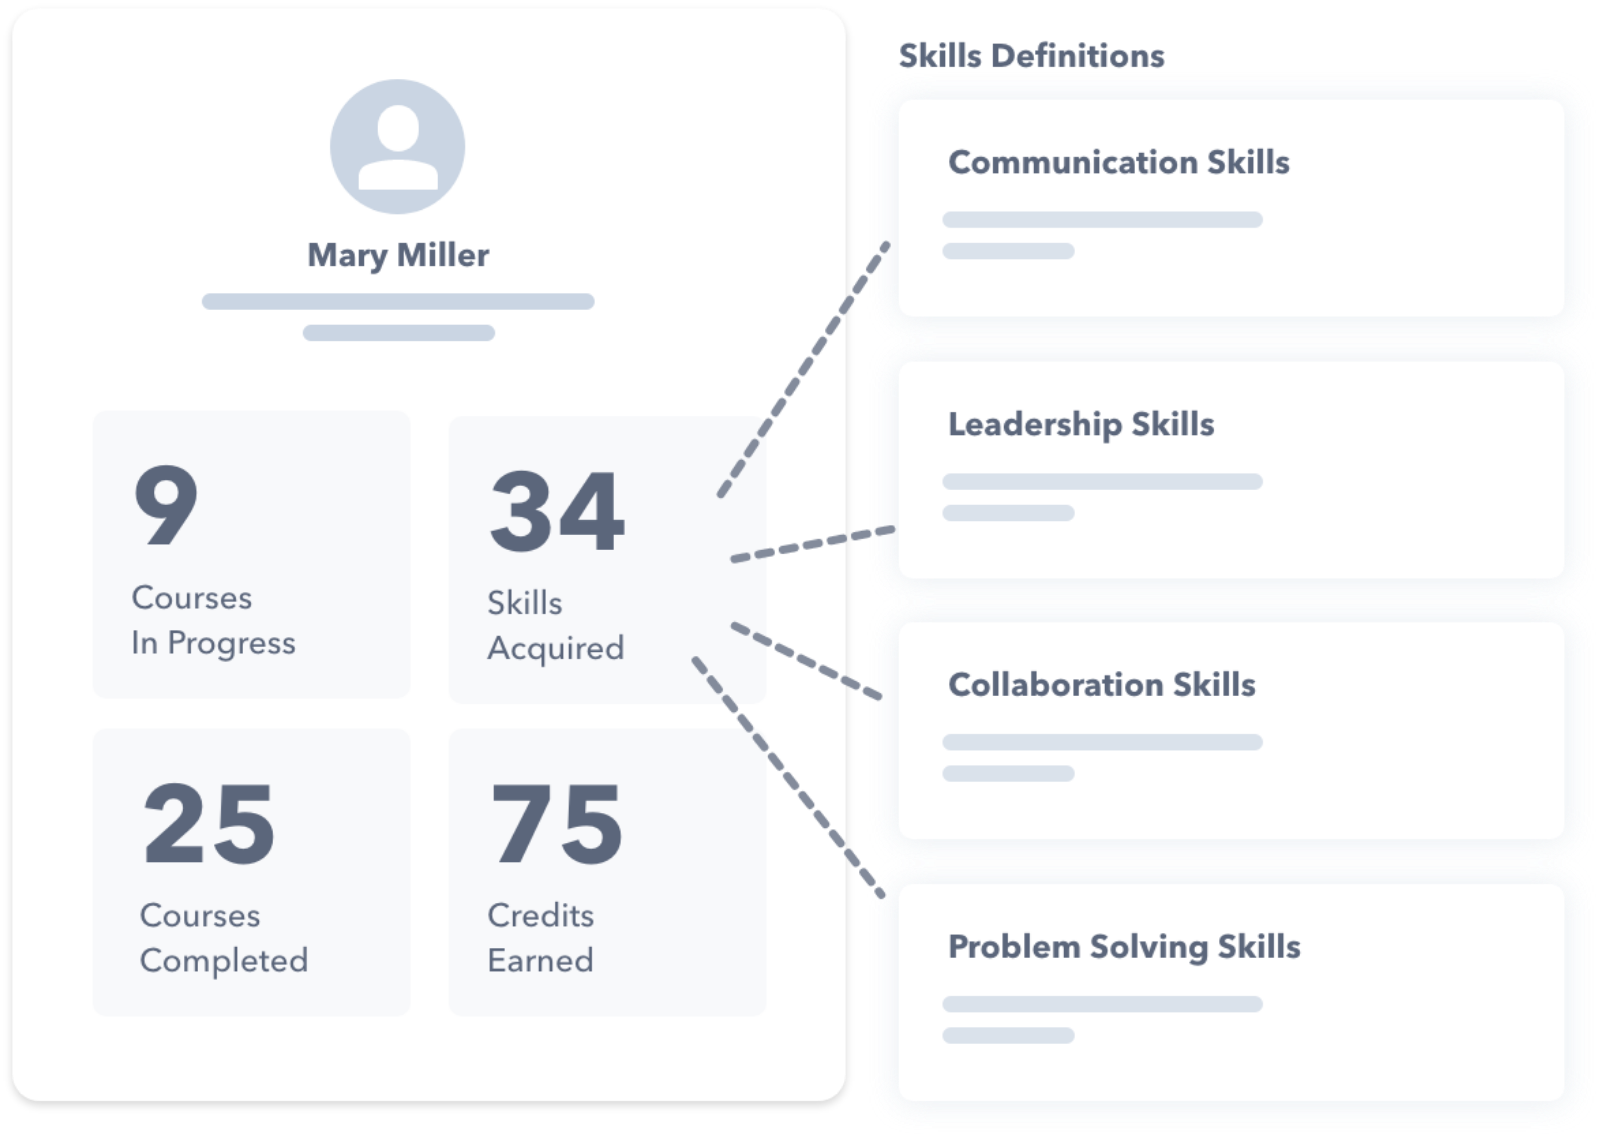 Mary Miller
9
Courses
In Progress
34
Skills
Acquired
25
Courses
Completed
75
Credits
Earned
Skills Definitions
Communication Skills
Leadership Skills
Collaboration Skills
Problem Solving Skills